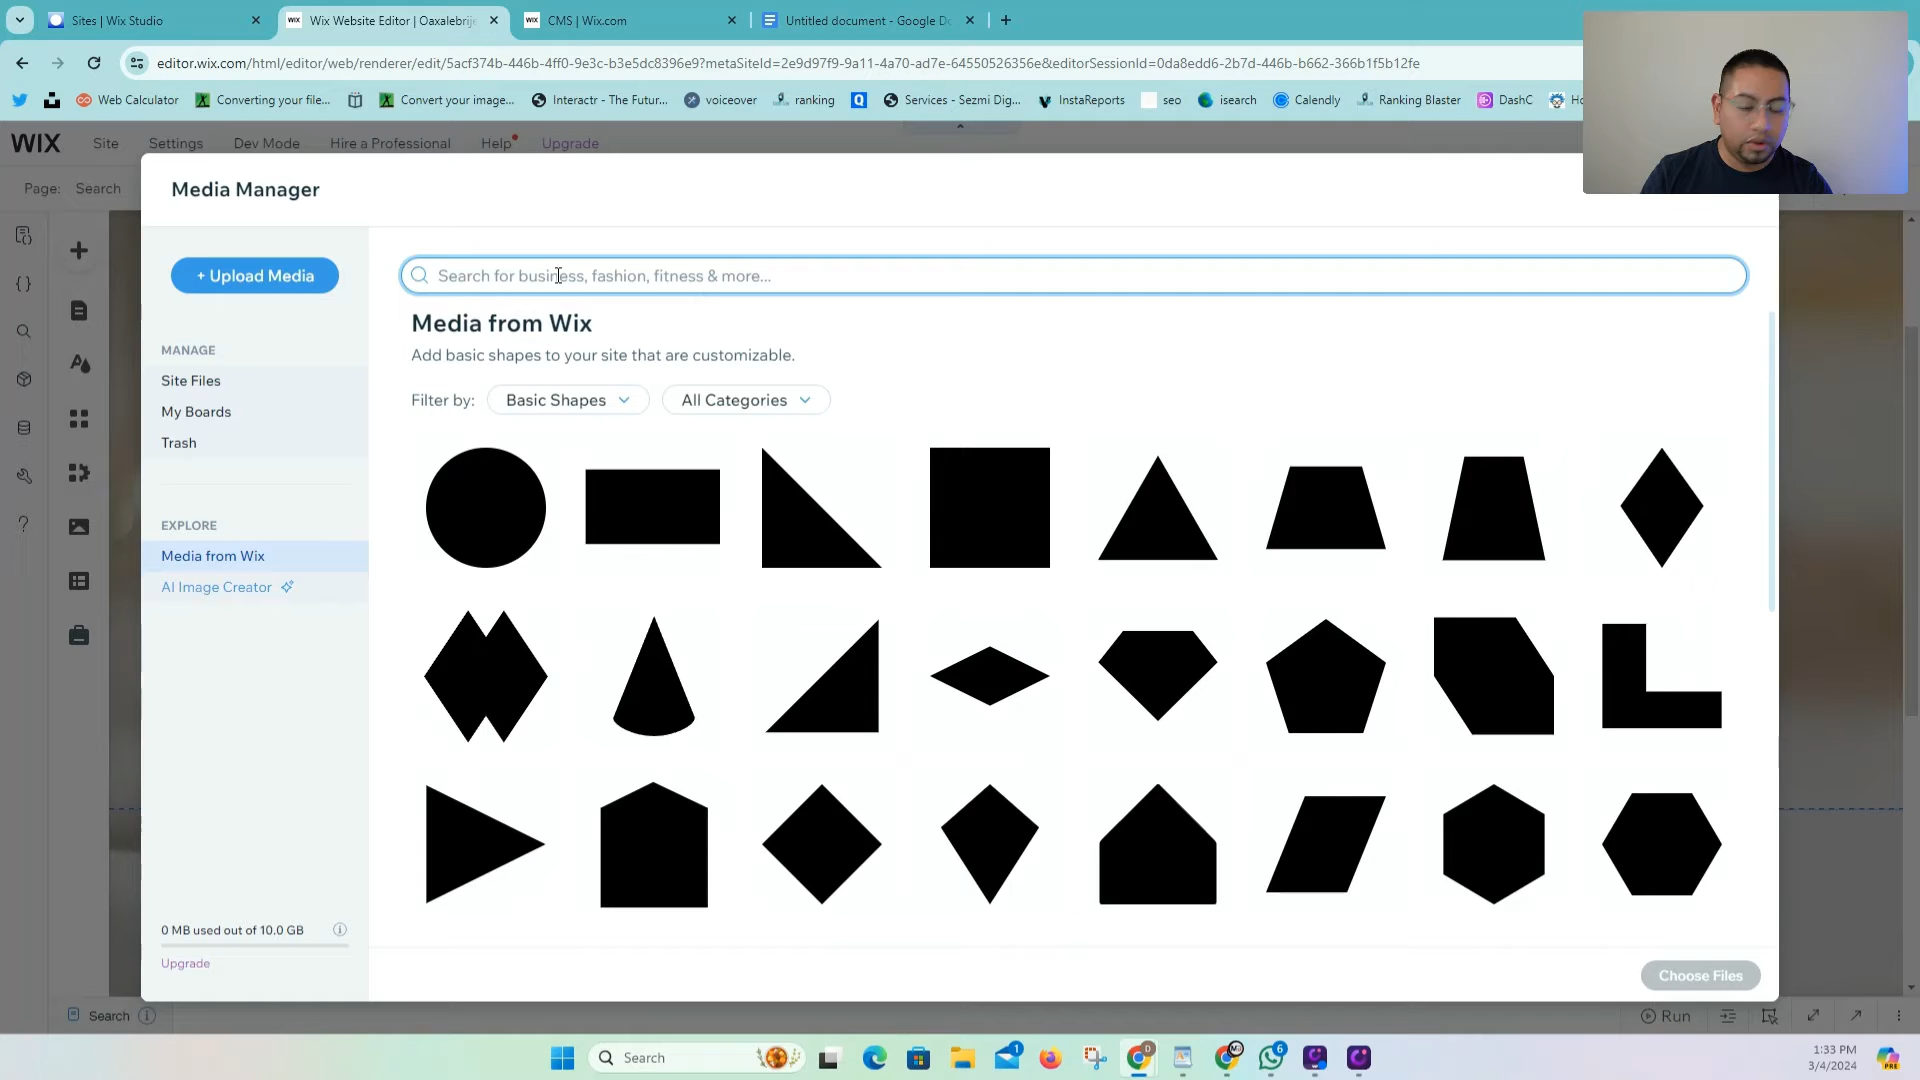 Sites | Wix Studio
Wix Website Editor | Oaxalebrije
CMS | Wix.com
Untitled document - Google Do
editor.wix.com/html/editor/web/renderer/edit/5acf374b-446b-4ff0-9e3c-b3e5dc8396e9?metaSiteId=2e9d97f9-9a11-4a70-ad7e-64550526356e&editorSessionId=0da8edd6-2b7d-446b-b662-366b1f5b12fe
Web Calculator
Converting your file...
Convert your image...
Interactr - The Futur...
voiceover
ranking
Services - Sezmi Dig...
InstaReports
seo
isearch
Calendly
Ranking Blaster
DashC
Ho
WIX Site Settings Dev Mode Hire a Professional Help Upgrade
Page: Search
Media Manager
+ Upload Media
Search for business, fashion, fitness & more...
Media from Wix
Add basic shapes to your site that are customizable.
Filter by: Basic Shapes All Categories
MANAGE
Site Files
My Boards
Trash
EXPLORE
Media from Wix
AI Image Creator
0 MB used out of 10.0 GB
Upgrade
Choose Files
Search
Run
Search
1
6
1:33 PM
3/4/2024
PRE